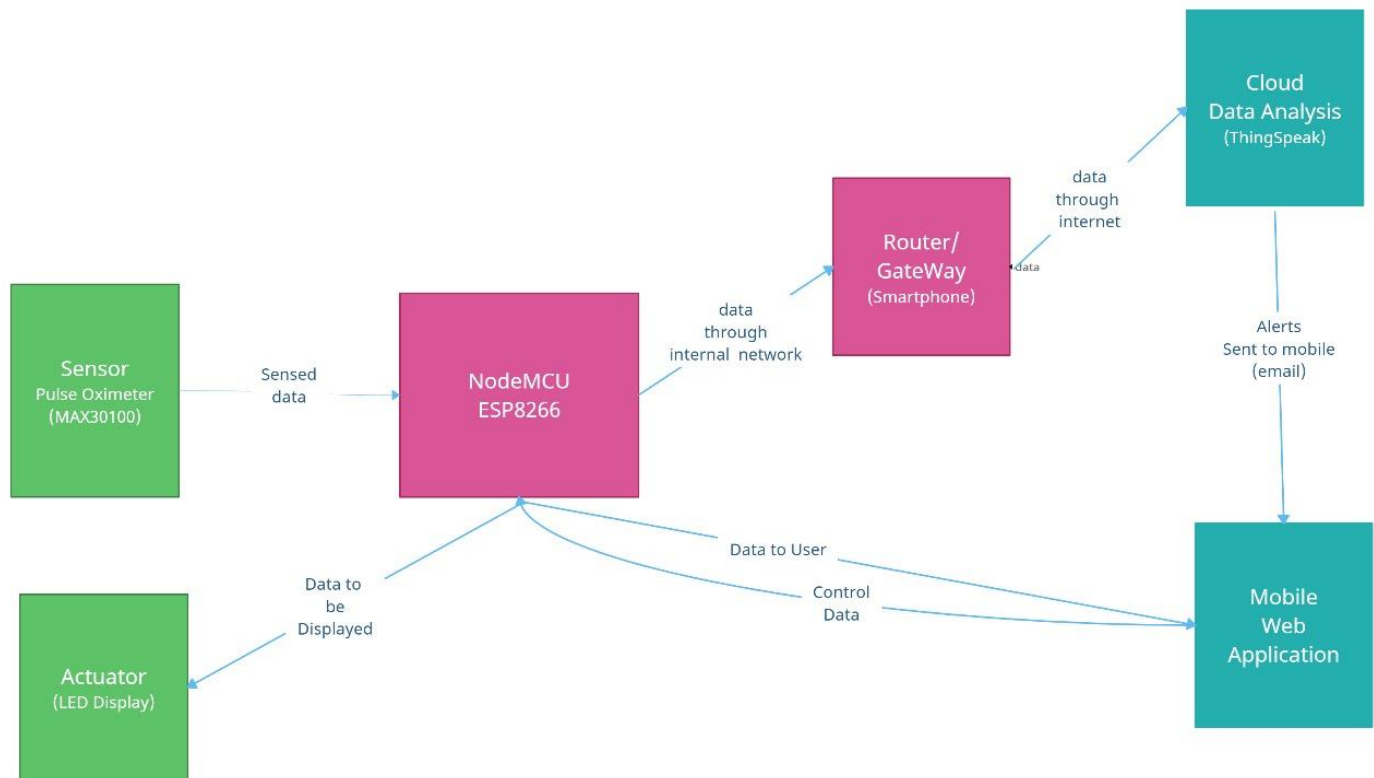 Cloud
Data Analysis
(ThingSpeak)
data
through
internet
Router/
GateWay
(Smartphone)
data
Sensor
Pulse Oximeter
(MAX30100)
Sensed
data
NodeMCU
ESP8266
data
through
internal network
Alerts
Sent to mobile
(email)
Data to User
Control
Data
Data to
be
Displayed
Mobile
Web
Application
Actuator
(LED Display)